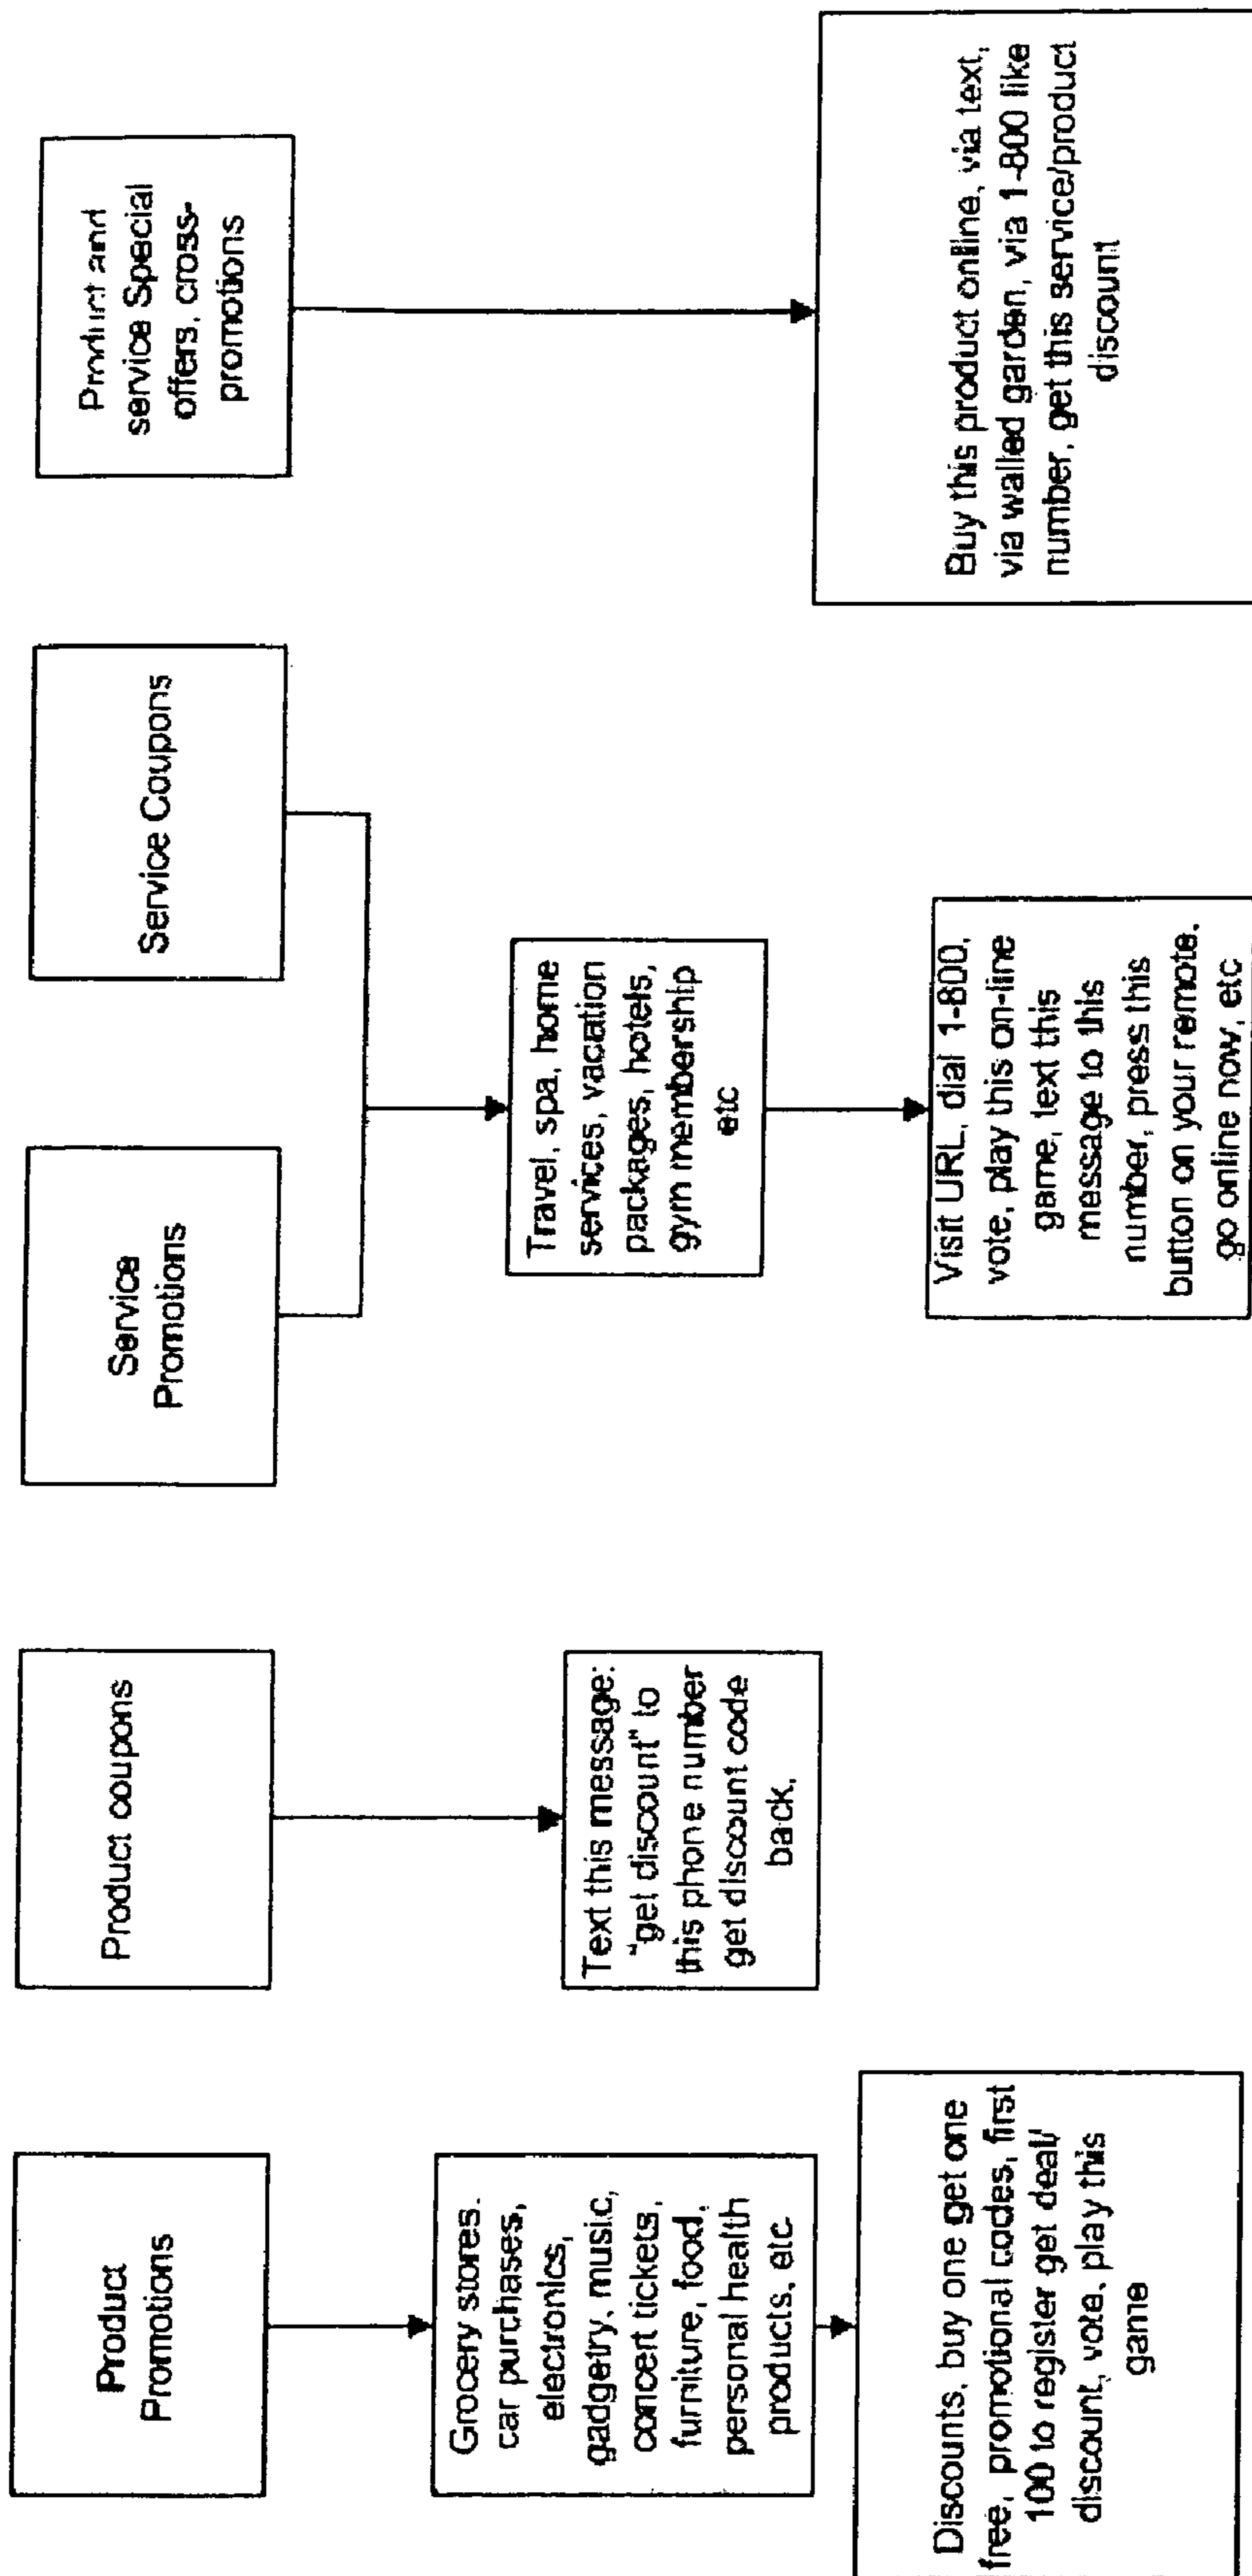 Product
Promotions
Grocery stores.
car purchases,
electronics,
gadgetry, music,
concert tickets,
furniture, food,
personal health
products, etc
Discounts, buy one get one
free, promotional codes, first
100 to register get deal/
discount, vote, play this
game
Product coupons
Text this message:
"get discount" to
this phone number
get discount code
back.
Service
Promotions
Service Coupons
Travel, spa, home
services, vacation
packages, hotels,
gym membership
etc
Visit URL, dial 1-800,
vote, play this on-line
game, text this
message to this
number, press this
button on your remote.
go online now, etc
Product and
service Special
offers, cross-
promotions
Buy this product online, via text,
via walled garden, via 1-800 like
number, get this service/product
discount